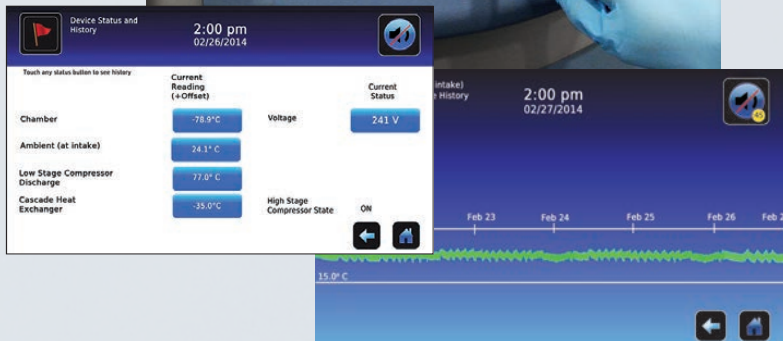 Device Status and
History
2:00 pm
02/26/2014
Touch any status button to see history
Current
Reading
(+Offset)
Current
Status
Chamber
-78.9°C
Voltage
241 V
Ambient (at intake)
24.1° C
Low Stage Compressor
Discharge
77.0° C
Cascade Heat
Exchanger
-35.0°C
High Stage
Compressor State
ON
intake)
History
2:00 pm
02/27/2014
45
Feb 23
Feb 24
Feb 25
Feb 26
Feb 2
15.0° C